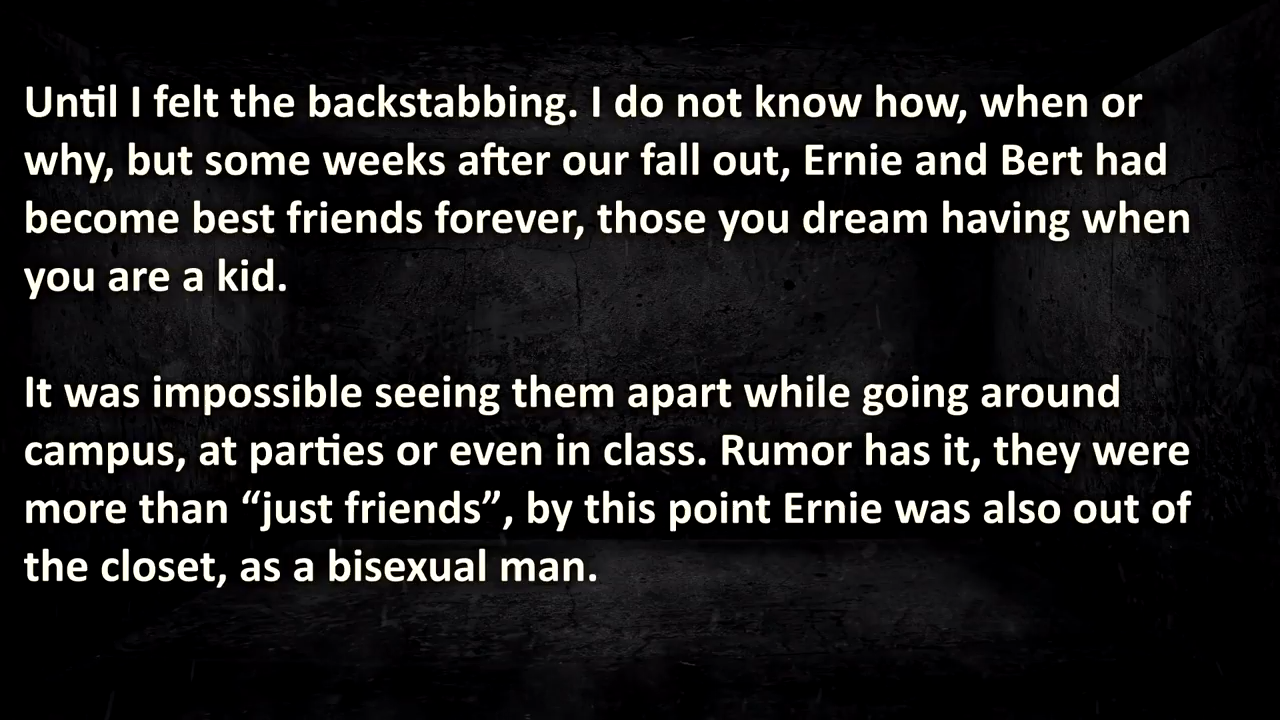 Until I felt the backstabbing. I do not know how, when or
why, but some weeks after our fall out, Ernie and Bert had
become best friends forever, those you dream having when
you are a kid.
It was impossible seeing them apart while going around
campus, at parties or even in class. Rumor has it, they were
more than “just friends”, by this point Ernie was also out of
the closet, as a bisexual man.